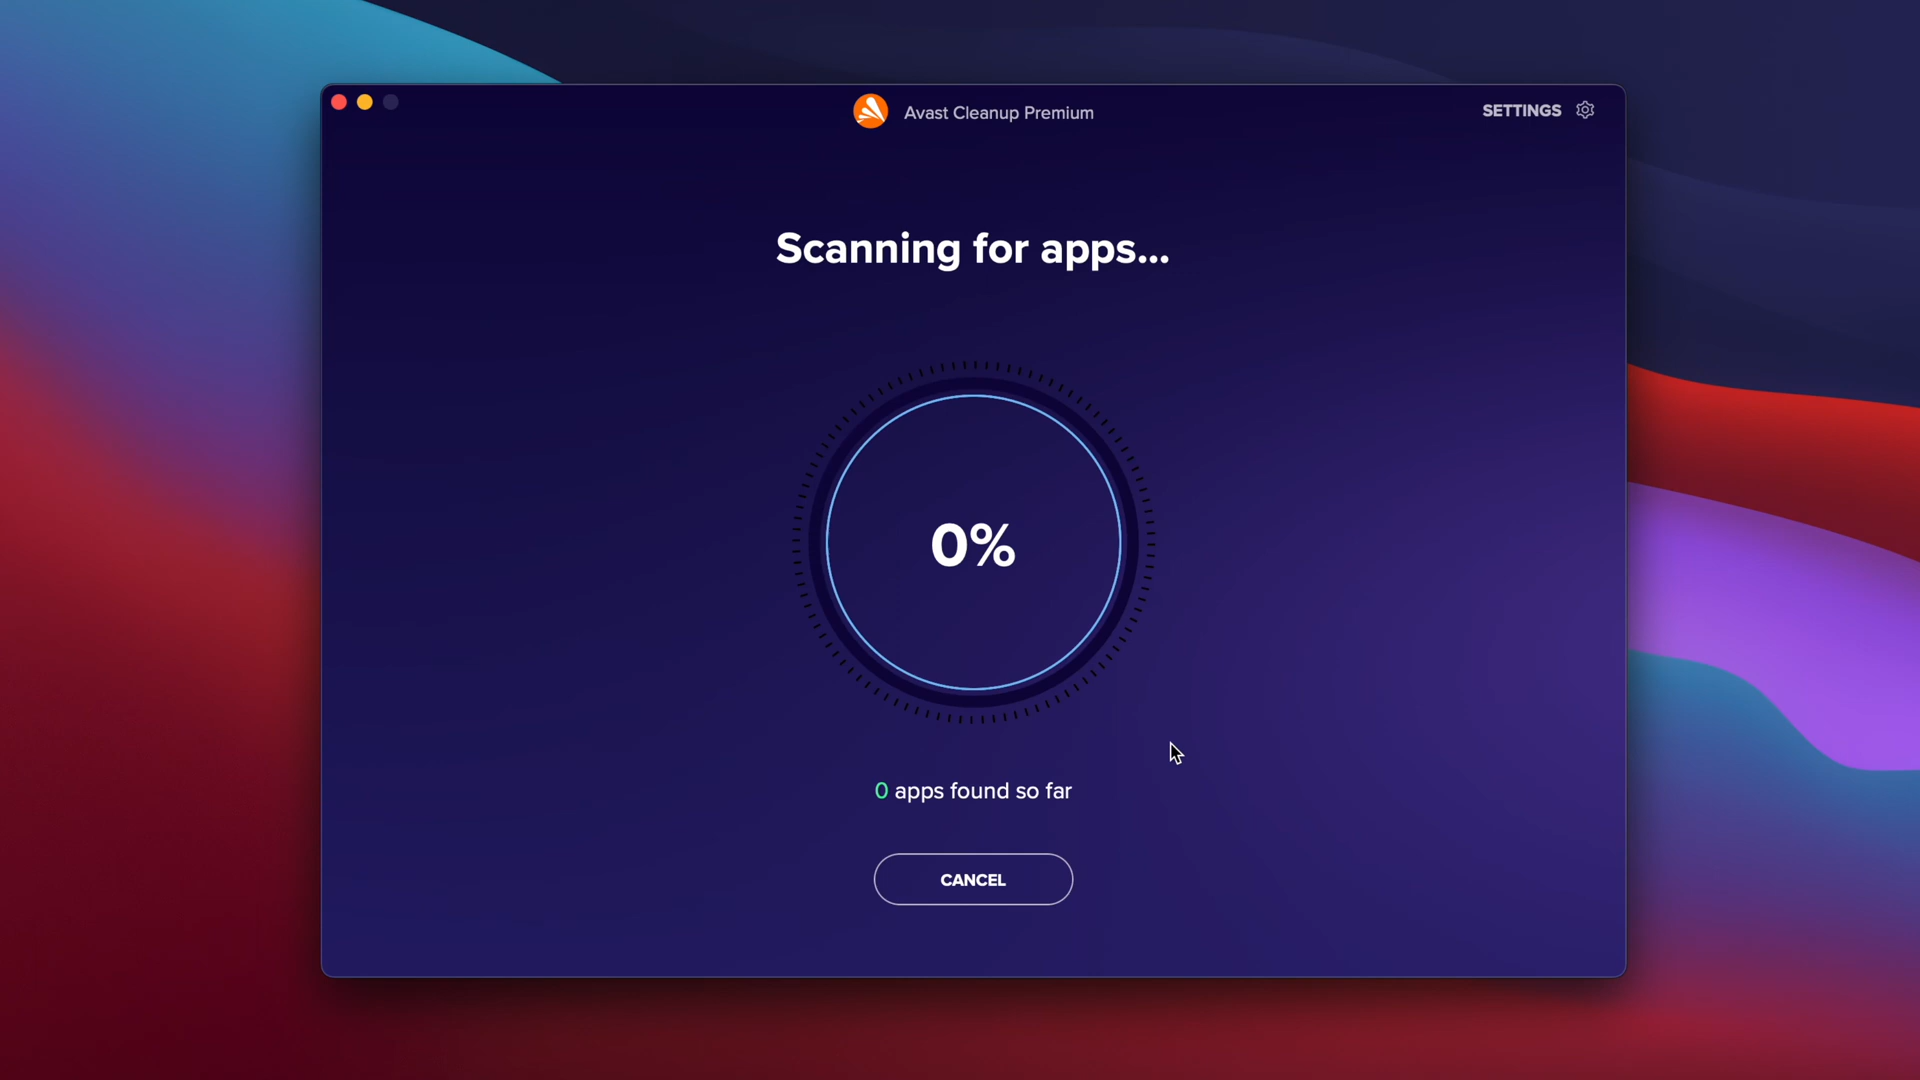 Avast Cleanup Premium
SETTINGS
Scanning for apps...
0%
0 apps found so far
CANCEL